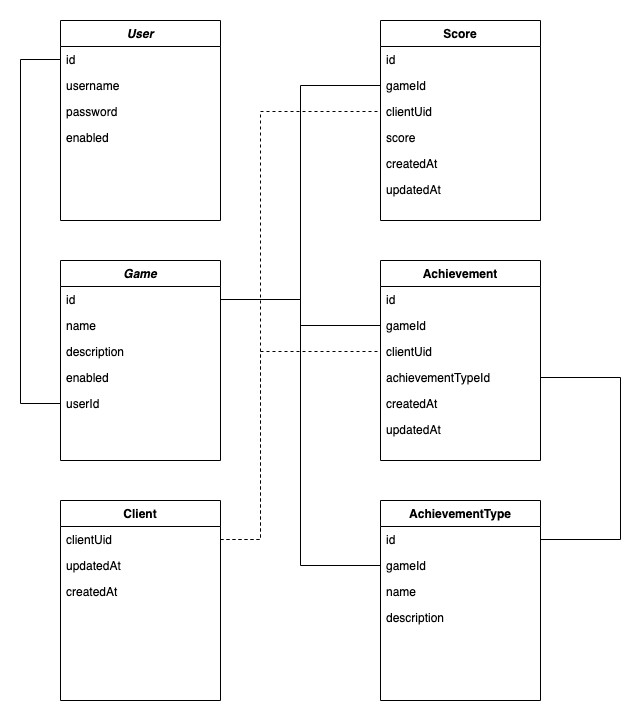 User
id
username
password
enabled
Score
id
gameId
clientUid
score
createdAt
updatedAt
Game
id
name
description
enabled
userId
Achievement
id
gameId
clientUid
achievementTypeId
createdAt
updatedAt
Client
clientUid
updatedAt
createdAt
AchievementType
id
gameId
name
description